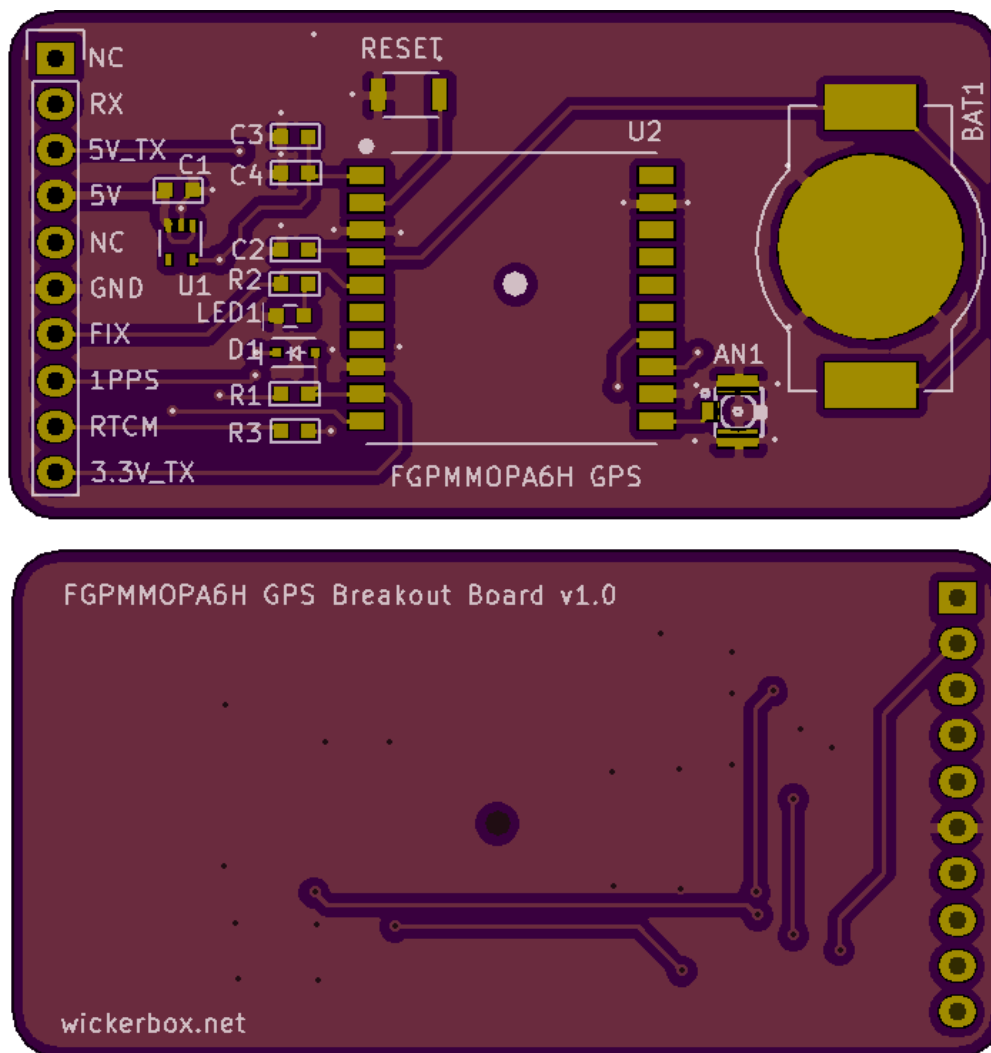 NC
RX
5V_TX
5V
NC
GND
FIX
1PPS
RTCM
3.3V_TX
RESET
C3
C4
C1
U1
C2
R2
LED1
D1
R1
R3
U2
BAT1
AN1
FGPMMOPA6H GPS
FGPMMOPA6H GPS Breakout Board v1.0
wickerbox.net